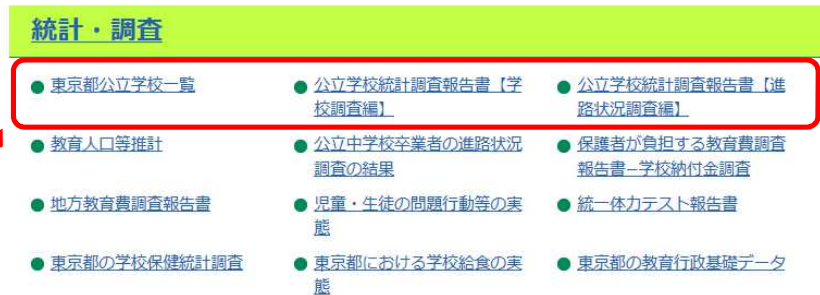 統計・調査
東京都公立学校一覧
公立学校統計調査報告書【学
校調査編】
公立学校統計調査報告書【進
路状況調査編】
教育人口等推計
公立中学校卒業者の進路状況
調査の結果
保護者が負担する教育費調査
報告書−学校納付金調査
地方教育費調査報告書
児童・生徒の問題行動等の実
態
統一体力テスト報告書
東京都の学校保健統計調査
東京都における学校給食の実
態
東京都の教育行政基礎データ